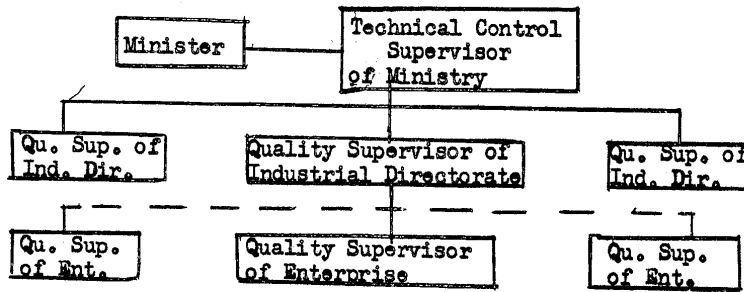 Minister
Technical Control
Supervisor
of Ministry
Qu. Sup. of
Ind. Dir.
Quality Supervisor of
Industrial Directorate
Qu. Sup. of
Ind. Dir.
Qu. Sup.
of Ent.
Quality Supervisor
of Enterprise
Qu. Sup.
of Ent.